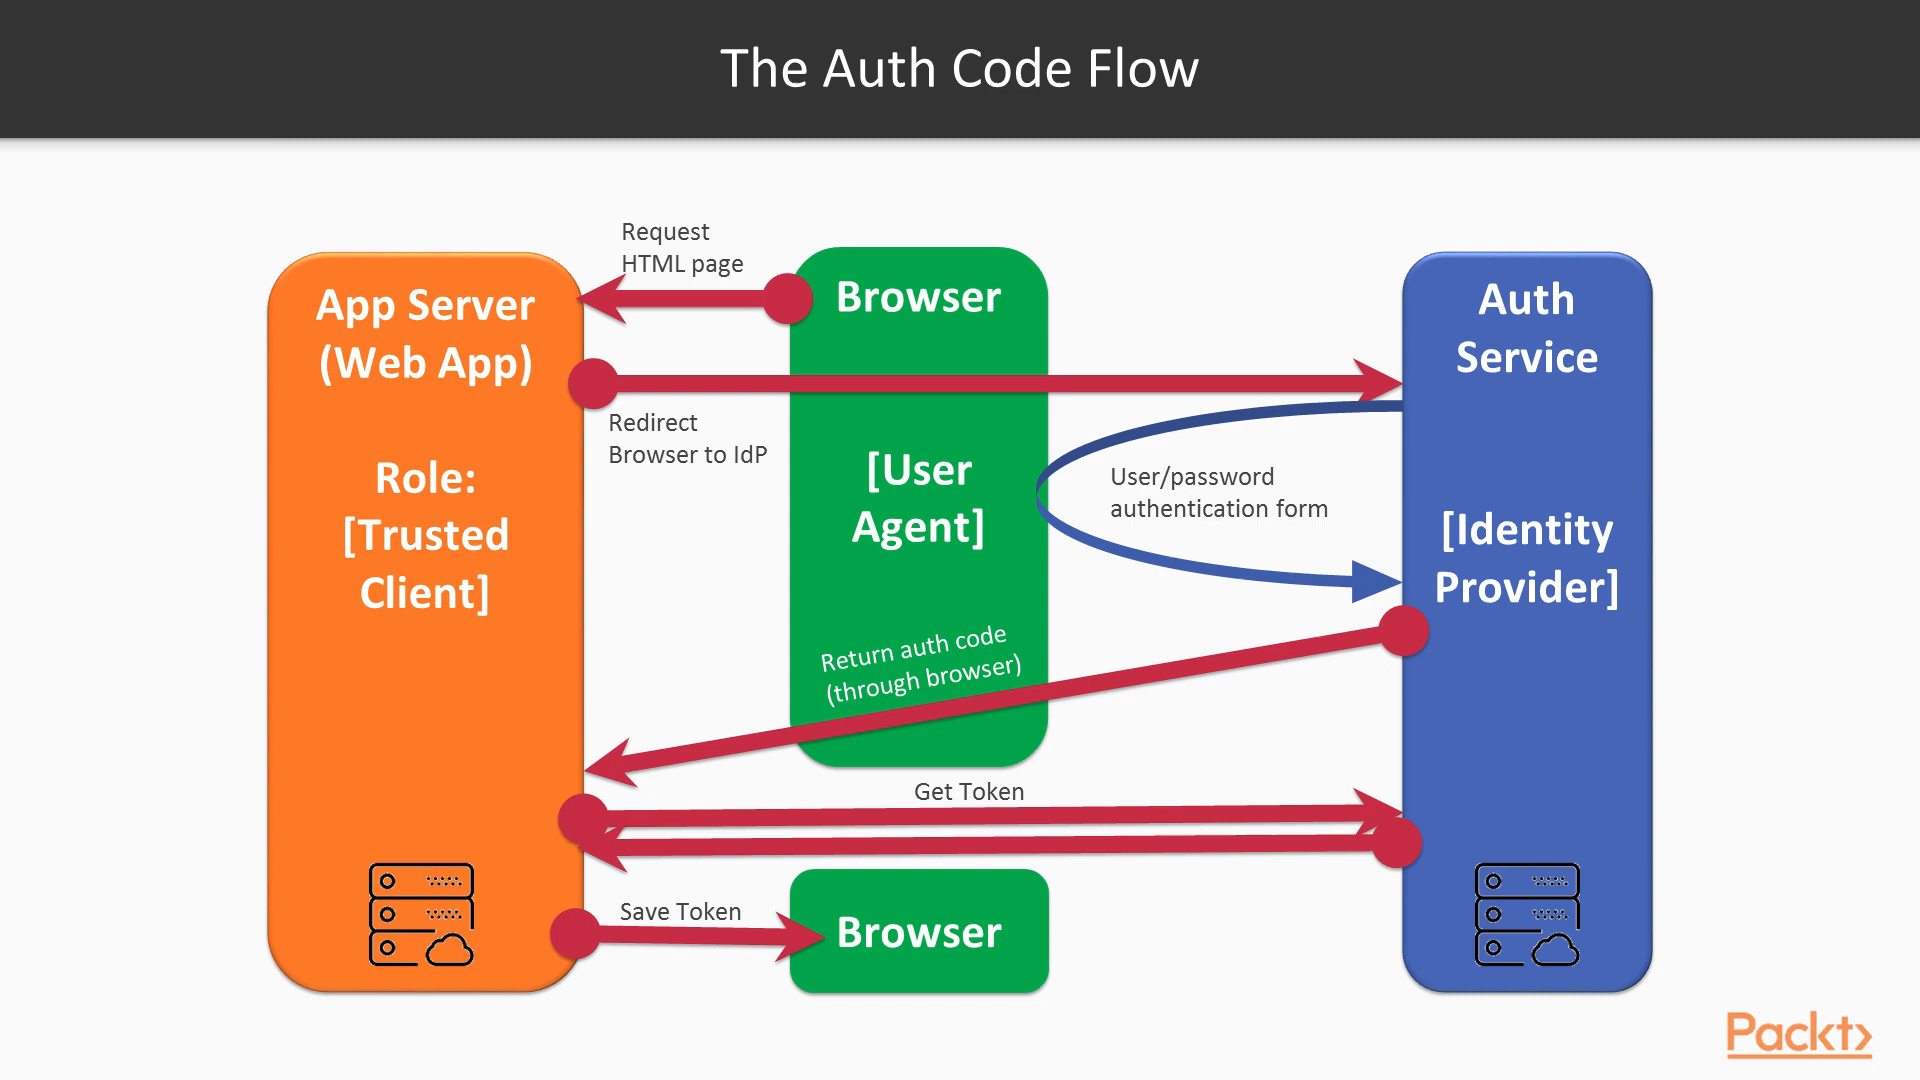 The Auth Code Flow
Request
HTML page
App Server
(Web App)
Role:
[Trusted
Client]
Browser
[User
Agent]
Auth
Service
[Identity
Provider]
Redirect
Browser to IdP
User/password
authentication form
Return auth code
(through browser)
Get Token
Save Token
Browser
Packt